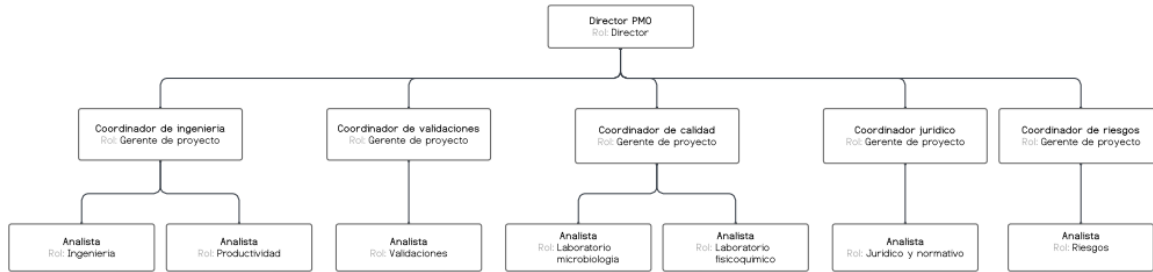 Director PMO
Rol: Director
Coordinador de ingenieria
Rol: Gerente de proyecto
Coordinador de validaciones
Rol: Gerente de proyecto
Coordinador de calidad
Rol: Gerente de proyecto
Coordinador juridico
Rol: Gerente de proyecto
Coordinador de riesgos
Rol: Gerente de proyecto
Analista
Rol: Ingenieria
Analista
Rol: Productividad
Analista
Rol: Validaciones
Analista
Rol: Laboratorio
microbiologia
Analista
Rol: Laboratorio
fisicoquimico
Analista
Rol: Juridico y normativo
Analista
Rol: Riesgos